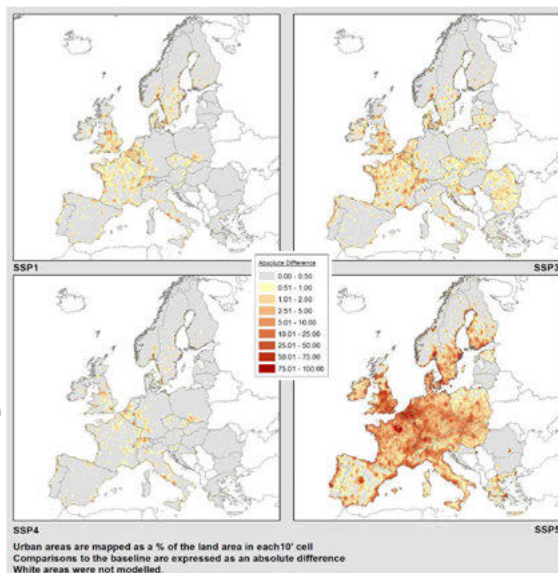 SSP1
SSP3
Absolute Difference
0.00 - 0.50
0.51 - 1.00
1.01 - 2.50
2.51 - 5.00
5.01 - 10.00
10.01 - 25.00
25.01 - 50.00
50.01 - 75.00
75.01 - 100.00
SSP4
SSP5
Urban areas are mapped as a % of the land area in each10' cell
Comparisons to the baseline are expressed as an absolute difference
White areas were not modelled.